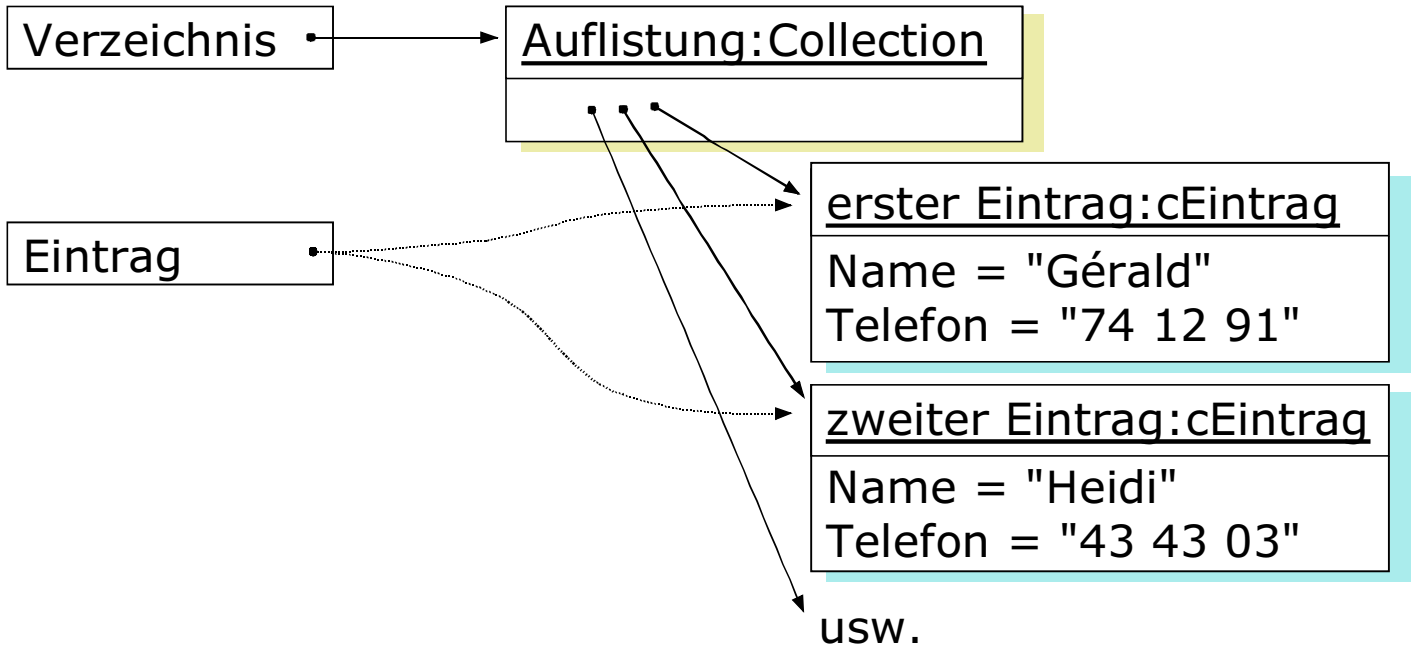 Verzeichnis
Auflistung:Collection
erster Eintrag:cEintrag
Eintrag
Name = "Gérald"
Telefon = "74 12 91"
zweiter Eintrag:cEintrag
Name = "Heidi"
Telefon = "43 43 03"
usw.